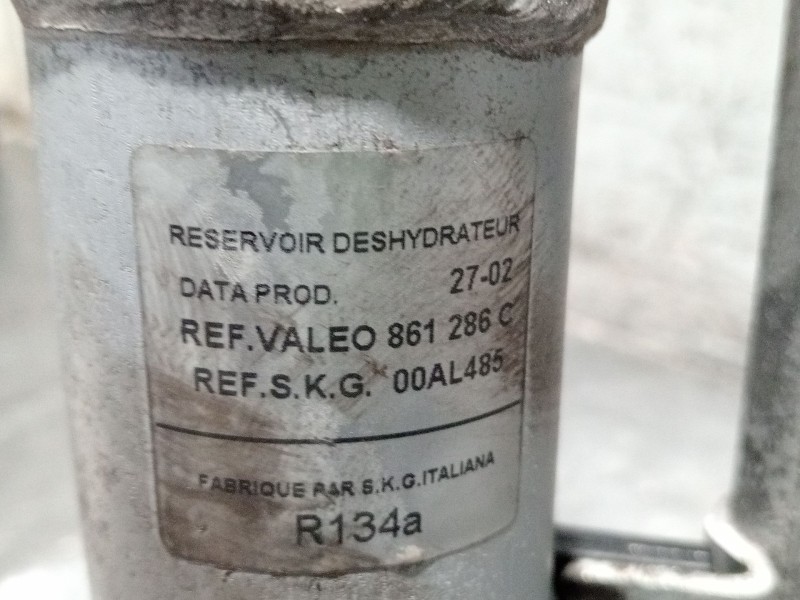 RESERVOIR DESHYDRATEUR
DATA PROD. 27-02
REF.VALEO 861 286 C
REF.S.K.G. 00AL485
FABRIQUE PAR S.K.G.ITALIANA
R134a